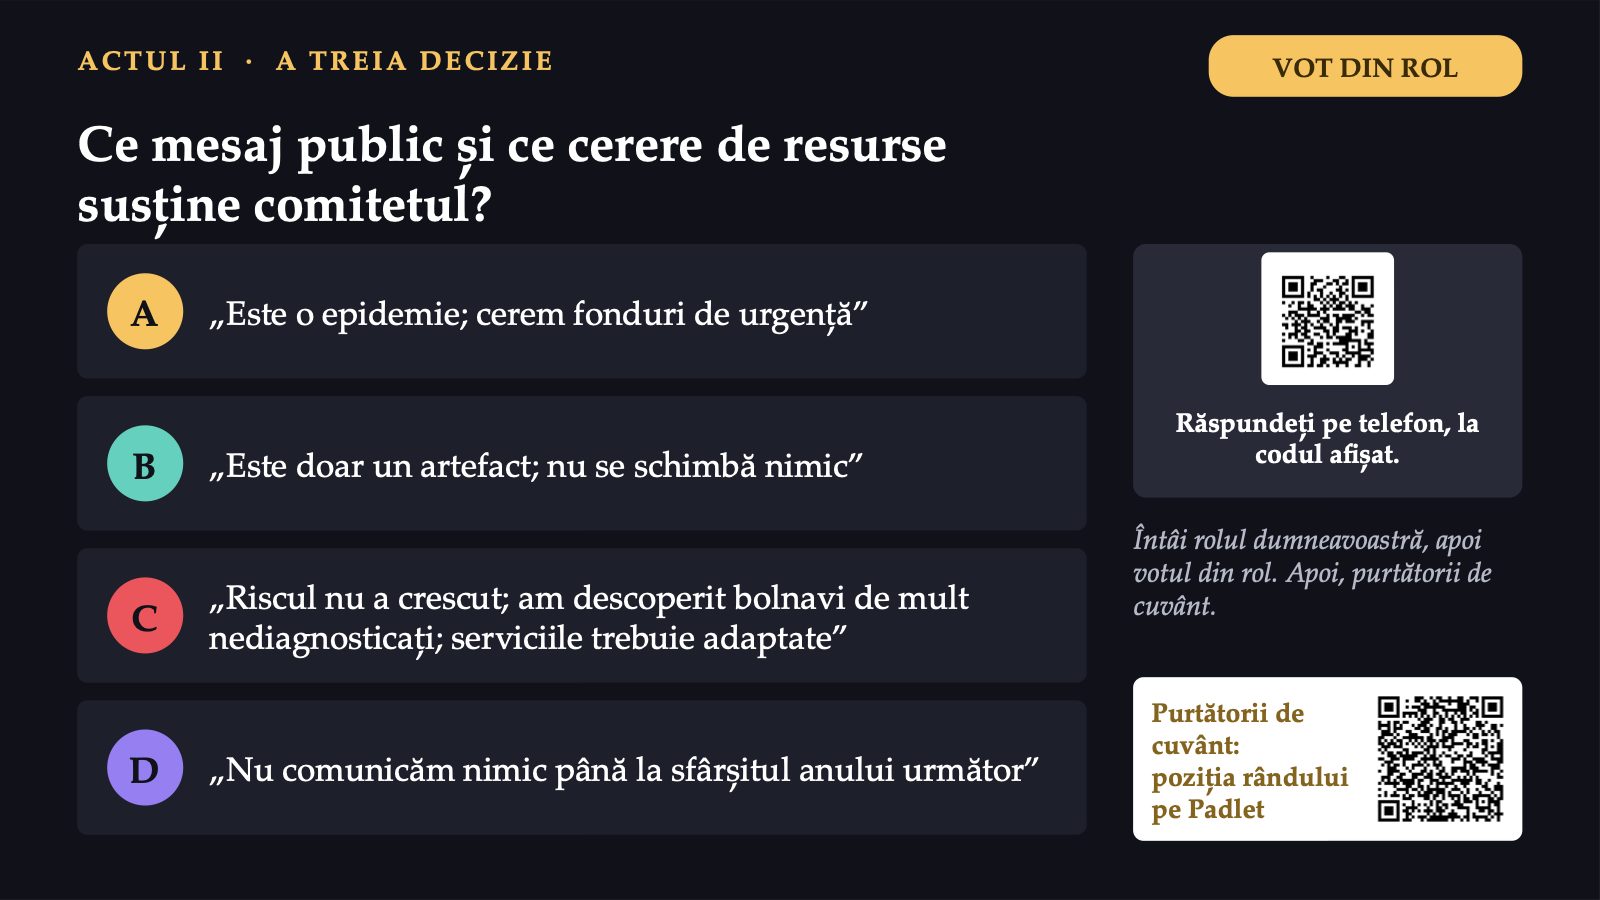 ACTUL II · A TREIA DECIZIE
VOT DIN ROL
Ce mesaj public și ce cerere de resurse
susține comitetul?
A
„Este o epidemie; cerem fonduri de urgență”
B
„Este doar un artefact; nu se schimbă nimic”
C
„Riscul nu a crescut; am descoperit bolnavi de mult
nediagnosticați; serviciile trebuie adaptate”
D
„Nu comunicăm nimic până la sfârșitul anului următor”
Răspundeți pe telefon, la
codul afișat.
Întâi rolul dumneavoastră, apoi
votul din rol. Apoi, purtătorii de
cuvânt.
Purtătorii de
cuvânt:
poziția rândului
pe Padlet